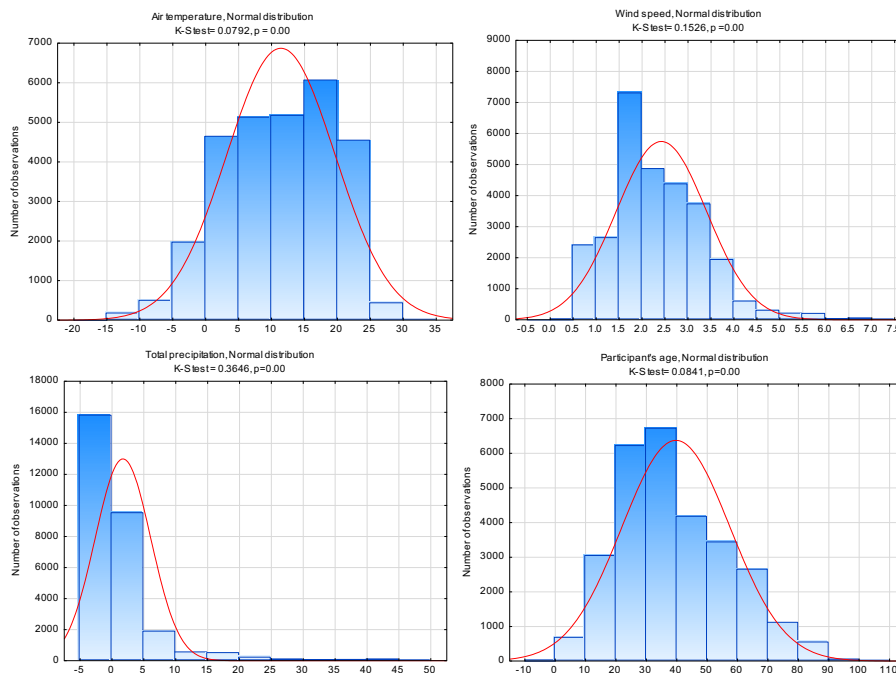 Air temperature, Normal distribution
K-S test= 0.0792, p = 0.00
Number of observations
7000
6000
5000
4000
3000
2000
1000
0
-20 -15 -10 -5 0 5 10 15 20 25 30 35
Wind speed, Normal distribution
K-S test= 0.1526, p =0.00
Number of observations
9000
8000
7000
6000
5000
4000
3000
2000
1000
0
-0.5 0.0 0.5 1.0 1.5 2.0 2.5 3.0 3.5 4.0 4.5 5.0 5.5 6.0 6.5 7.0 7.5
Total precipitation, Normal distribution
K-S test= 0.3646, p=0.00
Number of observations
18000
16000
14000
12000
10000
8000
6000
4000
2000
0
-5 0 5 10 15 20 25 30 35 40 45 50
Participant's age, Normal distribution
K-S test= 0.0841, p=0.00
Number of observations
8000
7000
6000
5000
4000
3000
2000
1000
0
-10 0 10 20 30 40 50 60 70 80 90 100 110